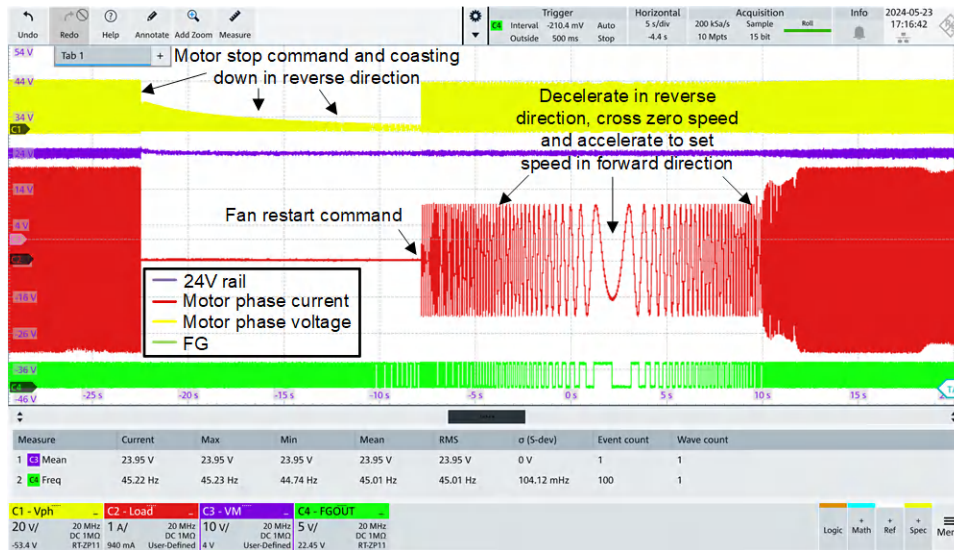 Undo
Redo
Help
Annotate
Add Zoom
Measure
Trigger
C4 Interval -210.4 mV Auto
Outside 500 ms Stop
Horizontal
5 s/div
-4.4 s
Acquisition
200 kSa/s Sample Roll
10 Mpts 15 bit
Info
2024-05-23
17:16:42
Tab 1 +
54 V
44 V
34 V
C1
24 V
14 V
4 V
C2
-16 V
-26 V
-36 V
C4
-46 V
Motor stop command and coasting
down in reverse direction
Decelerate in reverse
direction, cross zero speed
and accelerate to set
speed in forward direction
Fan restart command
24V rail
Motor phase current
Motor phase voltage
FG
-25 s -20 s -15 s -10 s -5 s 0 s 5 s 10 s 15 s
Measure Current Max Min Mean RMS σ (S-dev) Event count Wave count
1 C3 Mean 23.95 V 23.95 V 23.95 V 23.95 V 23.95 V 0 V 1 1
2 C4 Freq 45.22 Hz 45.23 Hz 44.74 Hz 45.01 Hz 45.01 Hz 104.12 mHz 100 1
C1 - Vph
20 V/ 20 MHz
DC 1MΩ
-53.4 V RT-ZP11
C2 - Load
1 A/ 20 MHz
DC 1MΩ
940 mA User-Defined
C3 - VM
10 V/ 20 MHz
DC 1MΩ
4 V User-Defined
C4 - FGOUT
5 V/ 20 MHz
DC 1MΩ
22.45 V RT-ZP11
Logic
+ Math
+ Ref
+ Spec